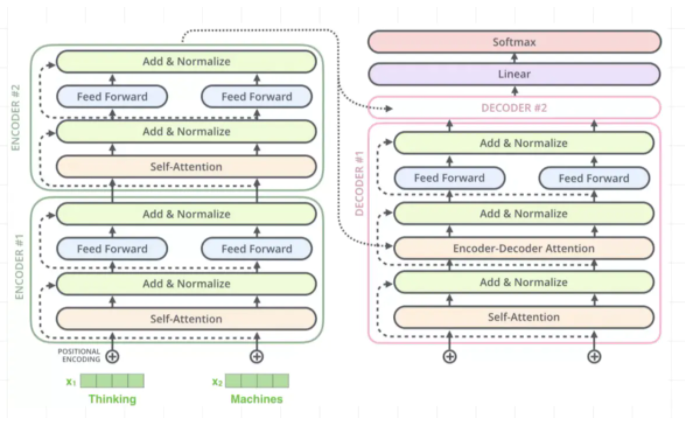 ENCODER #2
Add & Normalize
Feed Forward
Feed Forward
Add & Normalize
Self-Attention
ENCODER #1
Add & Normalize
Feed Forward
Feed Forward
Add & Normalize
Self-Attention
POSITIONAL
ENCODING
x₁
x₂
Thinking
Machines
Softmax
Linear
DECODER #2
DECODER #1
Add & Normalize
Feed Forward
Feed Forward
Add & Normalize
Encoder-Decoder Attention
Add & Normalize
Self-Attention